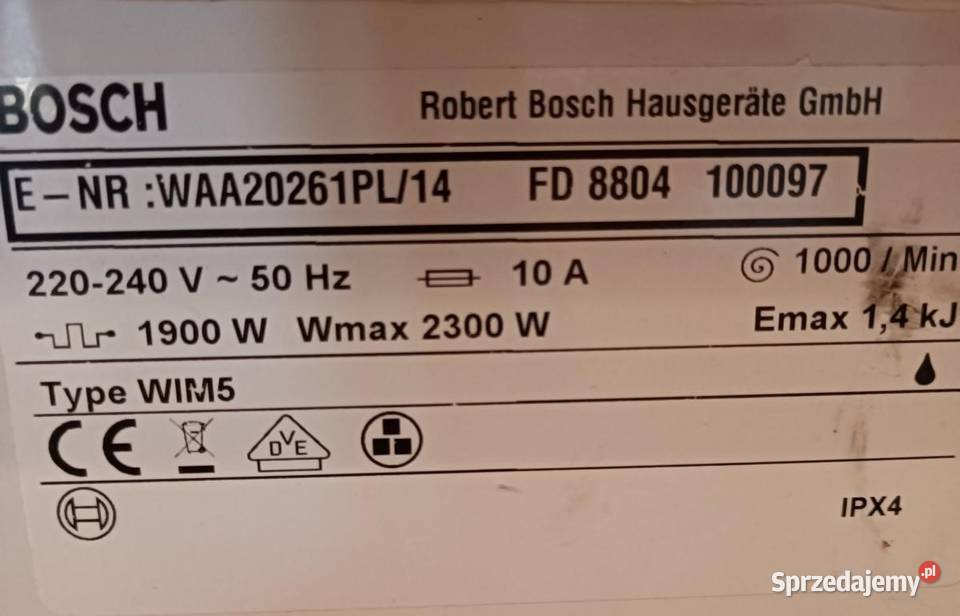 BOSCH Robert Bosch Hausgeräte GmbH
E-NR :WAA20261PL/14 FD 8804 100097
220-240 V ~ 50 Hz 10 A 1000 / Min
1900 W Wmax 2300 W Emax 1,4 kJ
Type WIM5
CE DVE
IPX4
Sprzedajemy.pl